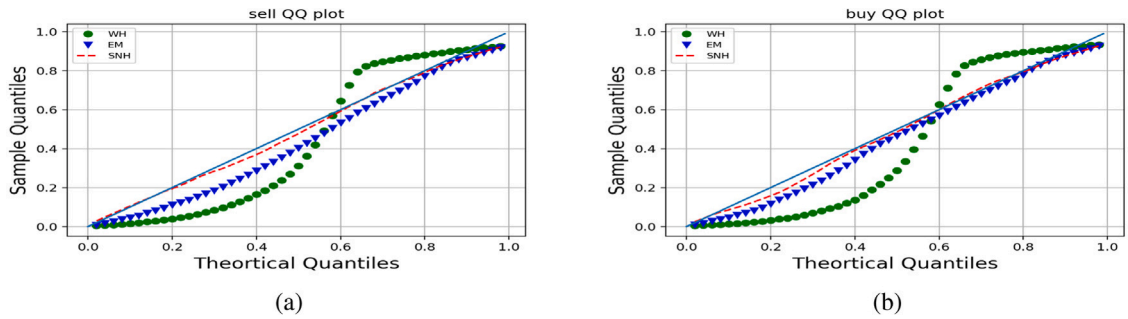 sell QQ plot
1.0
0.8
0.6
0.4
0.2
0.0
WH
EM
SNH
Sample Quantiles
0.0 0.2 0.4 0.6 0.8 1.0
Theortical Quantiles
(a)
buy QQ plot
1.0
0.8
0.6
0.4
0.2
0.0
WH
EM
SNH
Sample Quantiles
0.0 0.2 0.4 0.6 0.8 1.0
Theortical Quantiles
(b)